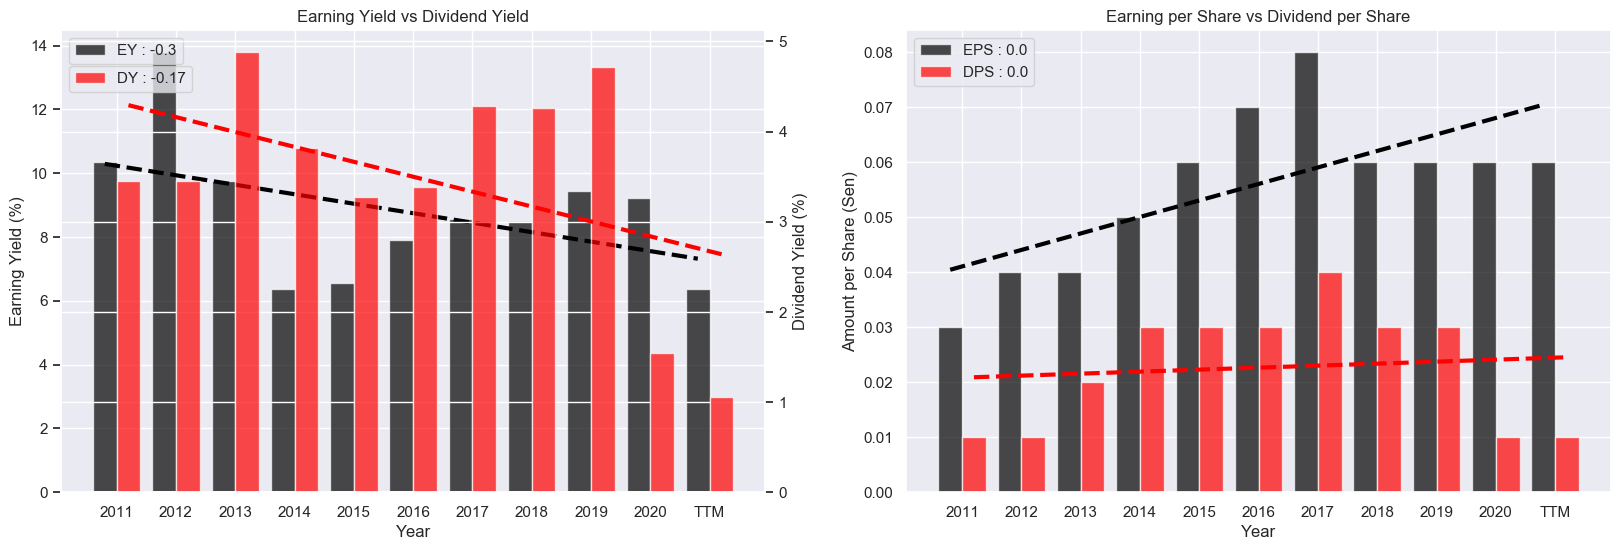 Earning Yield vs Dividend Yield
EY : -0.3
DY : -0.17
Earning Yield (%)
14
12
10
8
6
4
2
0
5
4
3
2
1
0
Dividend Yield (%)
2011 2012 2013 2014 2015 2016 2017 2018 2019 2020 TTM
Year
Earning per Share vs Dividend per Share
EPS : 0.0
DPS : 0.0
Amount per Share (Sen)
0.08
0.07
0.06
0.05
0.04
0.03
0.02
0.01
0.00
2011 2012 2013 2014 2015 2016 2017 2018 2019 2020 TTM
Year